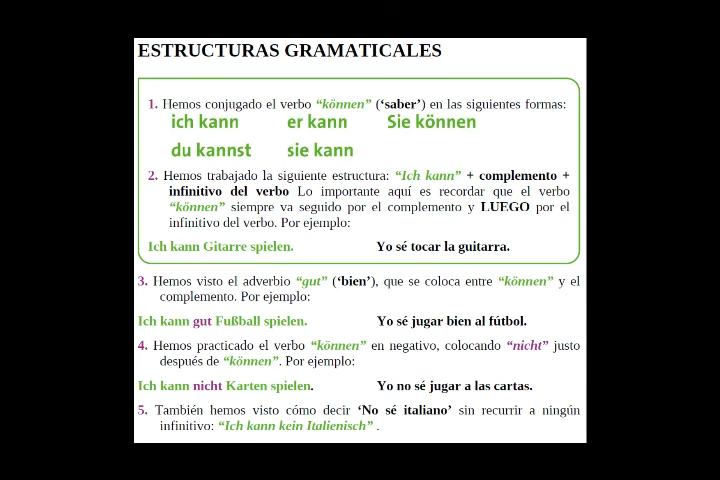 ESTRUCTURAS GRAMATICALES
1. Hemos conjugado el verbo “können” (‘saber’) en las siguientes formas:
ich kann er kann Sie können
du kannst sie kann
2. Hemos trabajado la siguiente estructura: “Ich kann” + complemento +
infinitivo del verbo Lo importante aquí es recordar que el verbo
“können” siempre va seguido por el complemento y LUEGO por el
infinitivo del verbo. Por ejemplo:
Ich kann Gitarre spielen. Yo sé tocar la guitarra.
3. Hemos visto el adverbio “gut” (‘bien’), que se coloca entre “können” y el
complemento. Por ejemplo:
Ich kann gut Fußball spielen. Yo sé jugar bien al fútbol.
4. Hemos practicado el verbo “können” en negativo, colocando “nicht” justo
después de “können”. Por ejemplo:
Ich kann nicht Karten spielen. Yo no sé jugar a las cartas.
5. También hemos visto cómo decir ‘No sé italiano’ sin recurrir a ningún
infinitivo: “Ich kann kein Italienisch” .